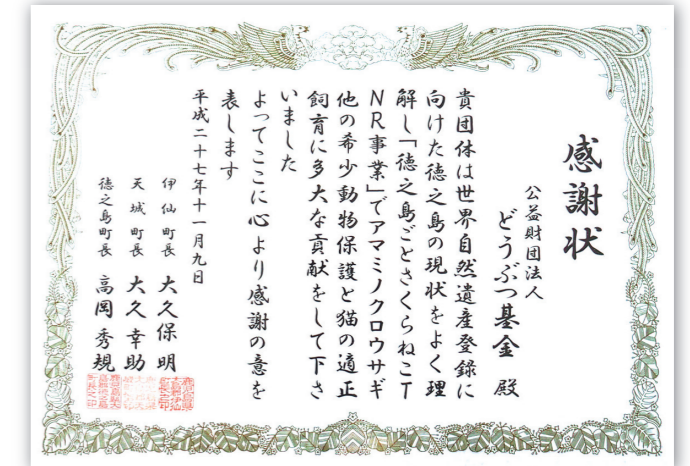 感謝状
公益財団法人
どうぶつ基金 殿
貴団体は世界自然遺産登録に
向けた徳之島の現状をよく理
解し「徳之島ごとさくらねこT
NR事業」でアマミノクロウサギ
他の希少動物保護と猫の適正
飼育に多大な貢献をして下さ
いました
よってここに心より感謝の意を
表します
平成二十七年十一月九日
伊仙町長 大久保明
天城町長 大久幸助
徳之島町長 高岡秀規